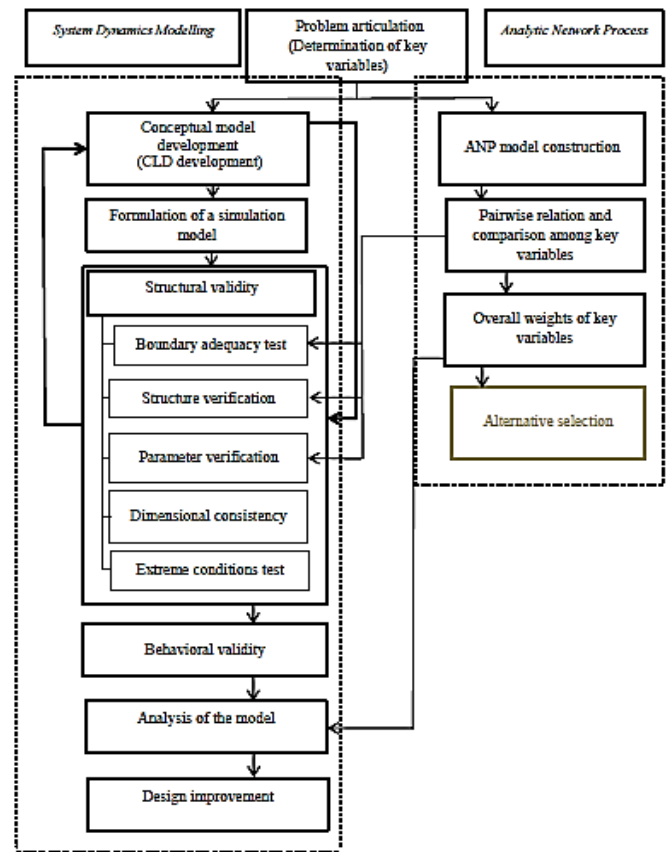 System Dynamics Modelling
Problem articulation
(Determination of key
variables)
Analytic Network Process
Conceptual model
development
(CLD development)
Formulation of a simulation
model
Structural validity
Boundary adequacy test
Structure verification
Parameter verification
Dimensional consistency
Extreme conditions test
Behavioral validity
Analysis of the model
Design improvement
ANP model construction
Pairwise relation and
comparison among key
variables
Overall weights of key
variables
Alternative selection